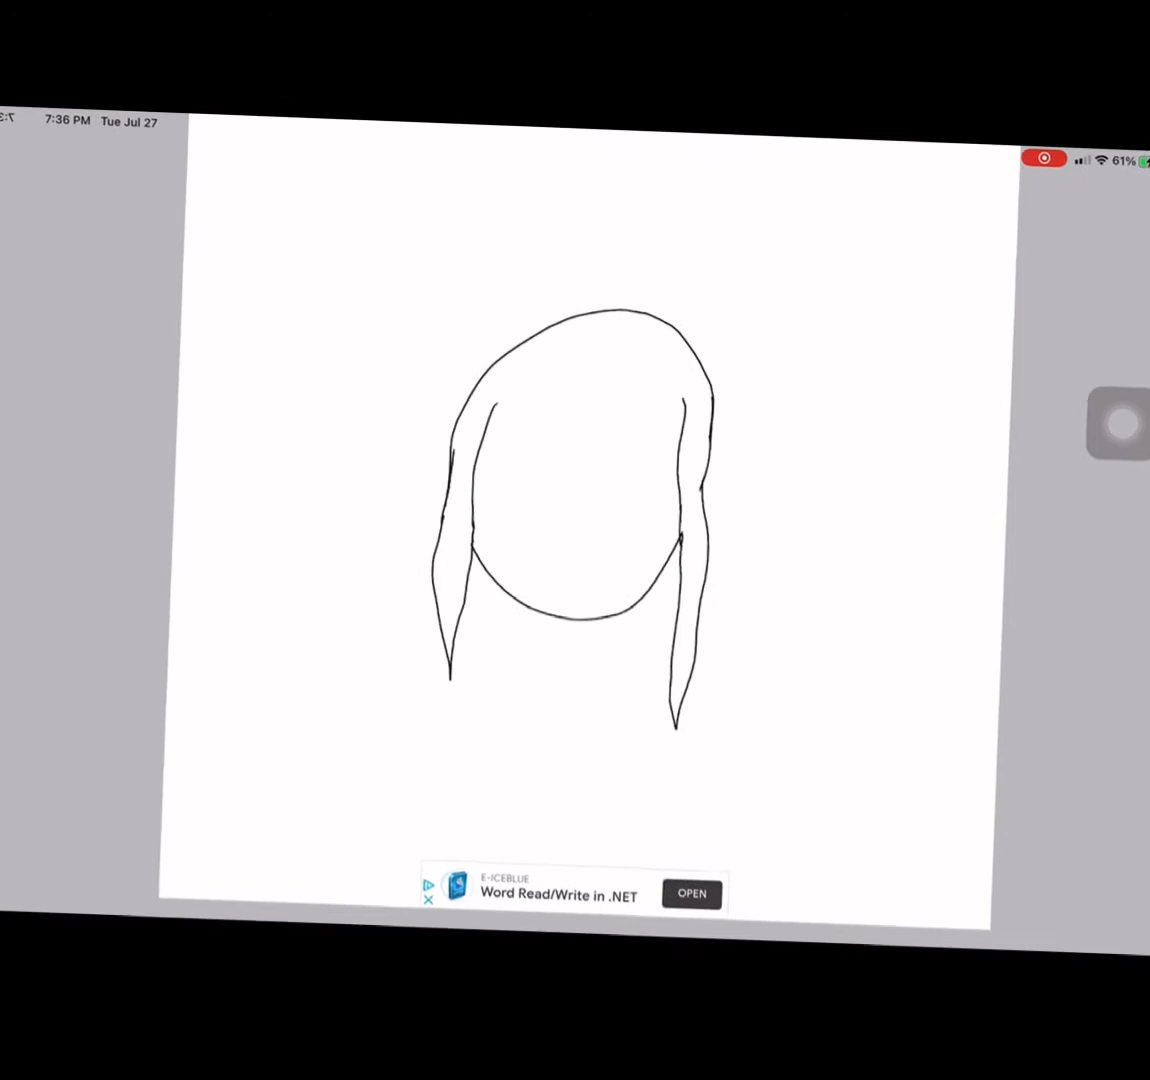 7:36 PM Tue Jul 27
61%
E-ICEBLUE
Word Read/Write in .NET
OPEN